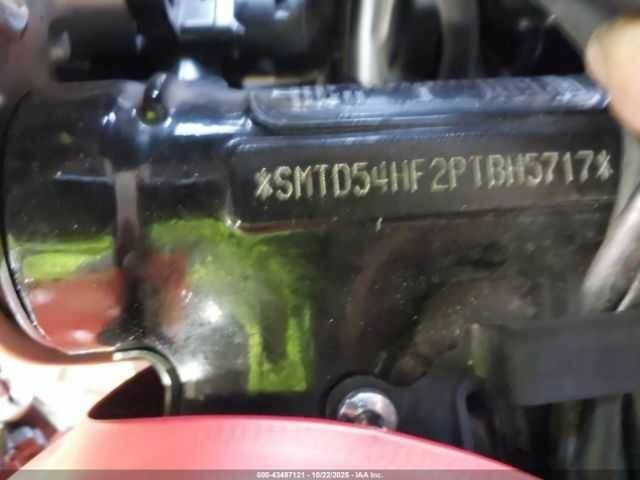 *SMTD54HF2PTBH5717*
000-43487121 - 10/22/2025 - IAA Inc.